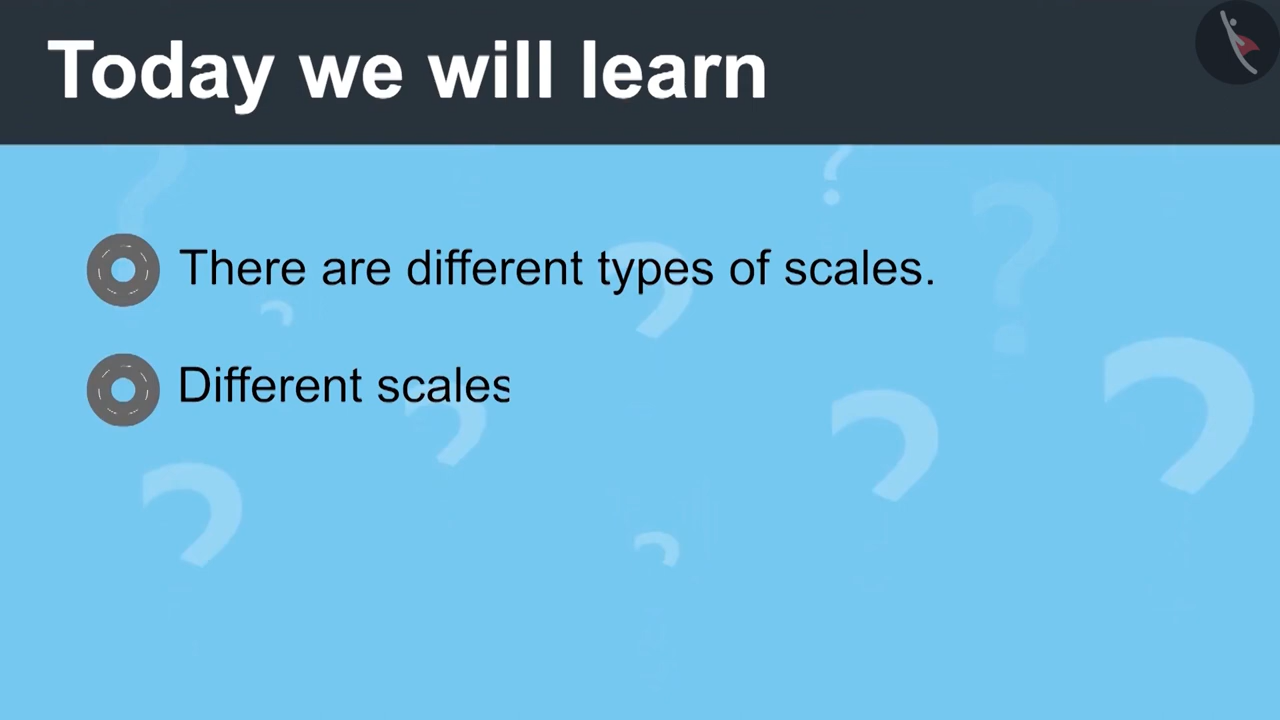 Today we will learn
There are different types of scales.
Different scales